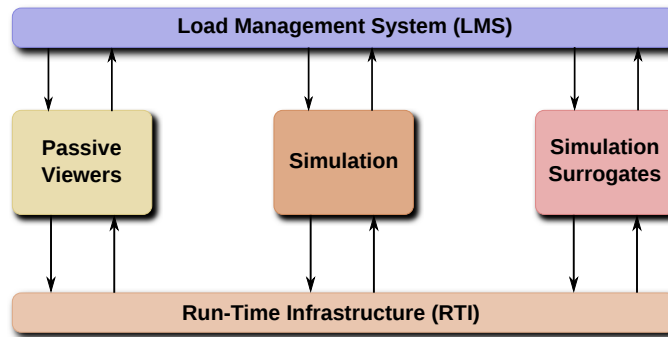 Load Management System (LMS)
Passive
Viewers
Simulation
Simulation
Surrogates
Run-Time Infrastructure (RTI)